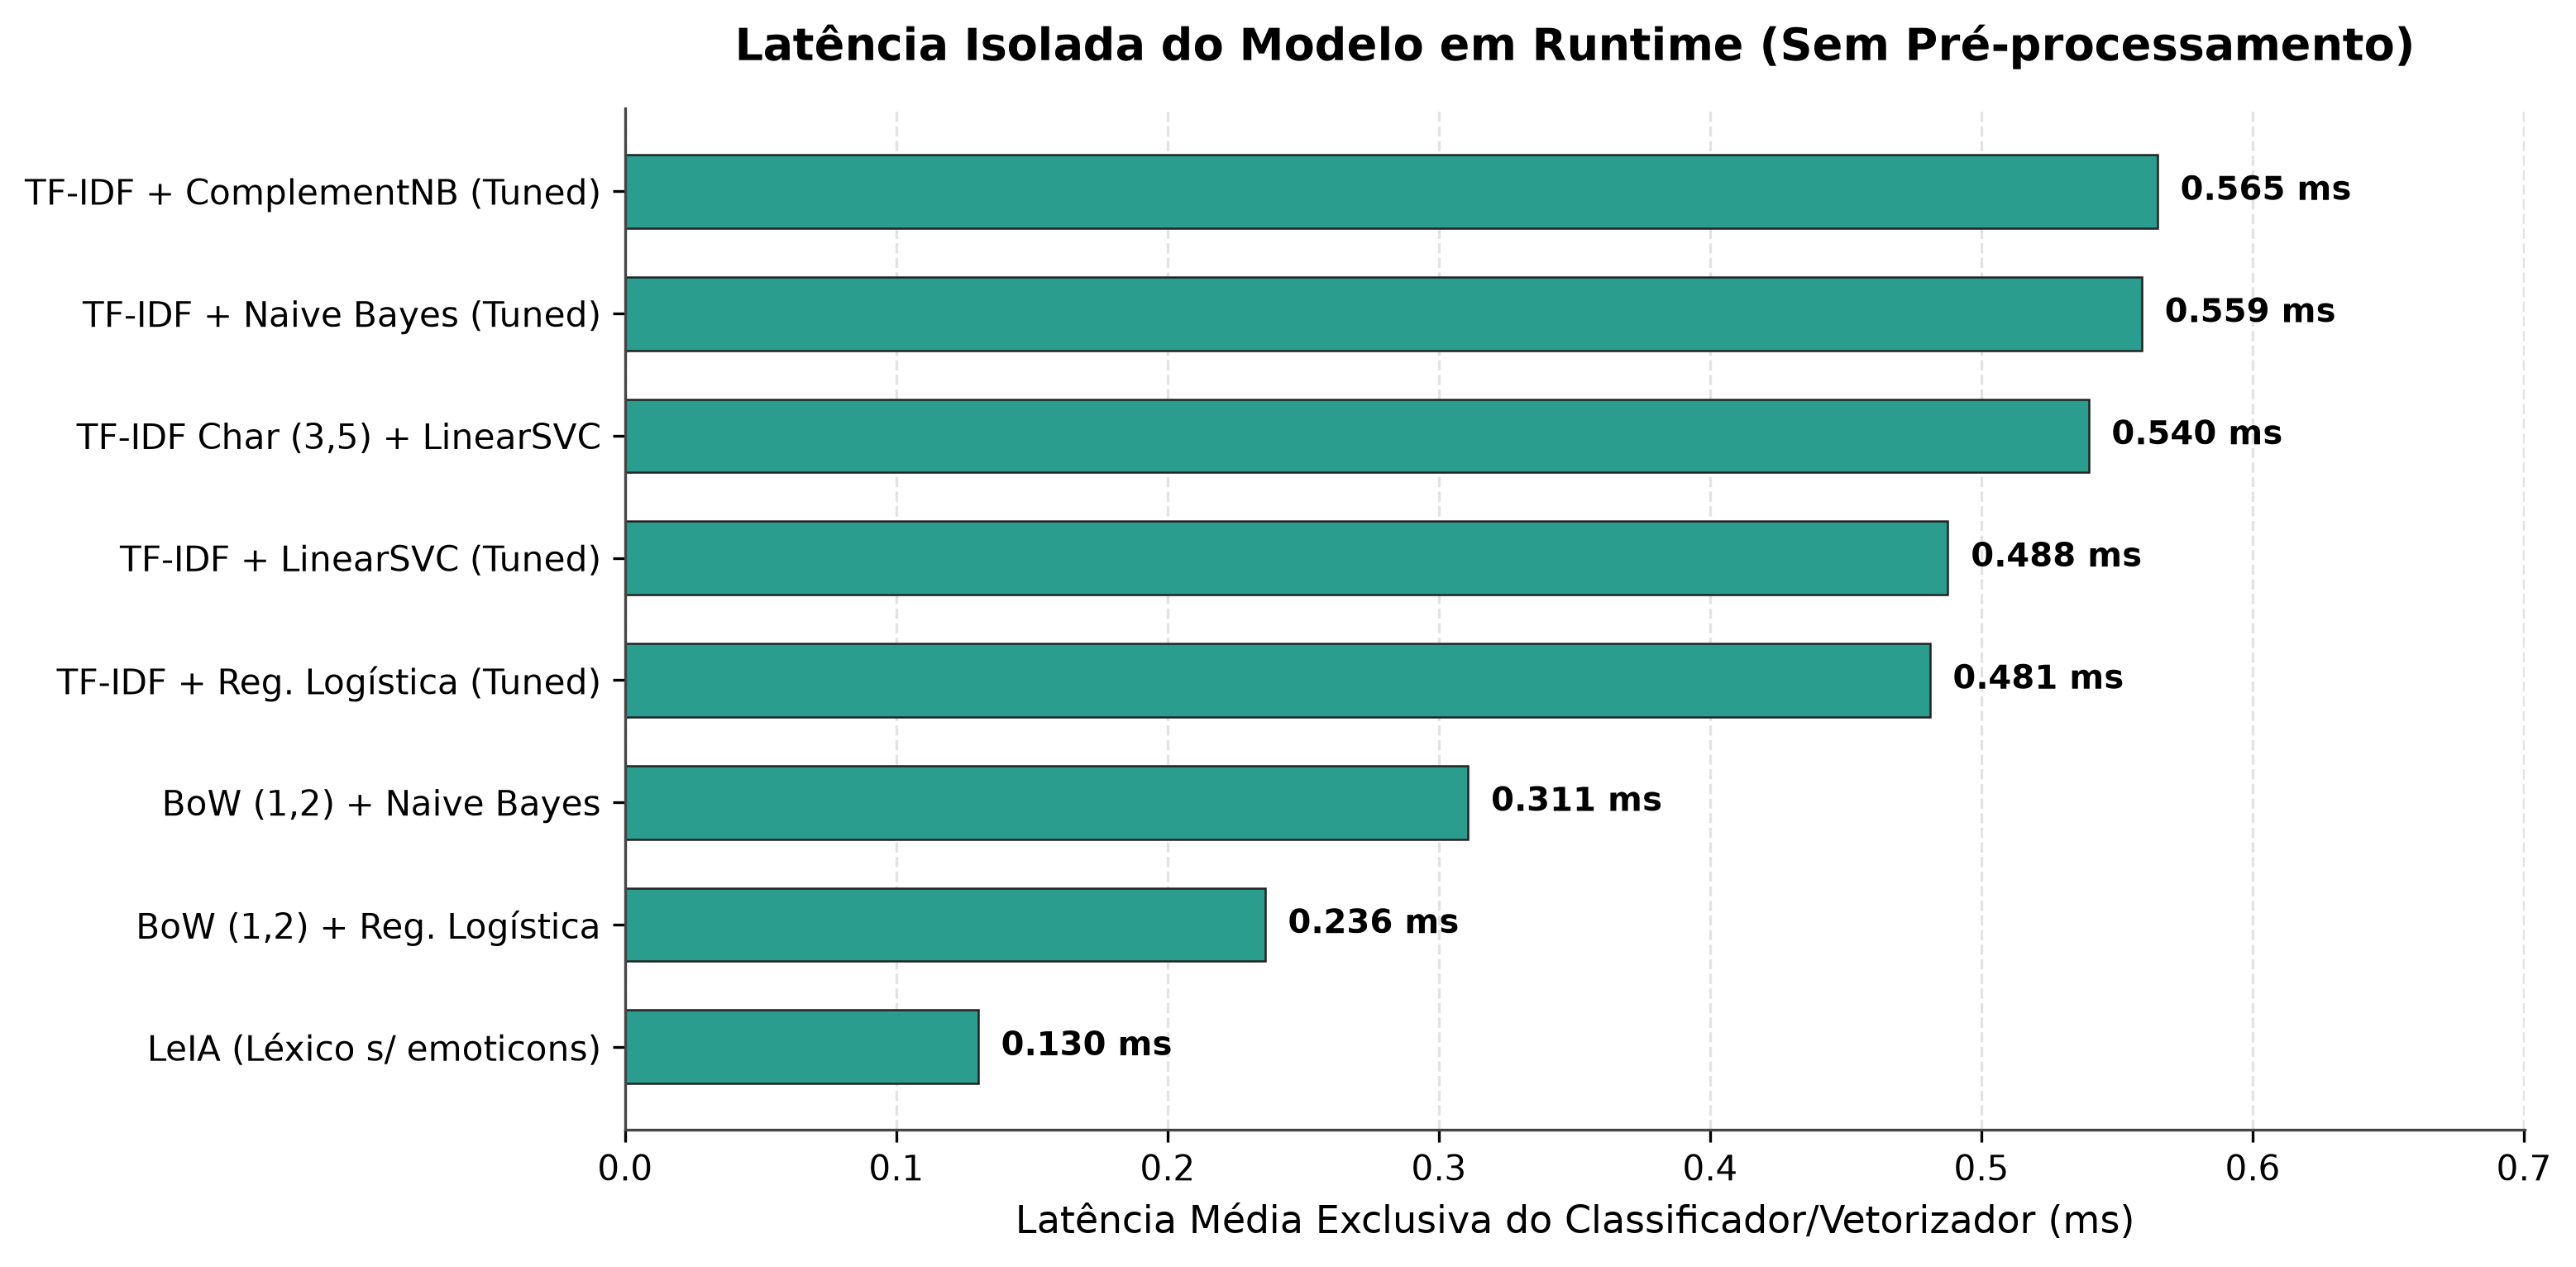 Latência Isolada do Modelo em Runtime (Sem Pré-processamento)
TF-IDF + ComplementNB (Tuned) 0.565 ms
TF-IDF + Naive Bayes (Tuned) 0.559 ms
TF-IDF Char (3,5) + LinearSVC 0.540 ms
TF-IDF + LinearSVC (Tuned) 0.488 ms
TF-IDF + Reg. Logística (Tuned) 0.481 ms
BoW (1,2) + Naive Bayes 0.311 ms
BoW (1,2) + Reg. Logística 0.236 ms
LeIA (Léxico s/ emoticons) 0.130 ms
0.0 0.1 0.2 0.3 0.4 0.5 0.6 0.7
Latência Média Exclusiva do Classificador/Vetorizador (ms)